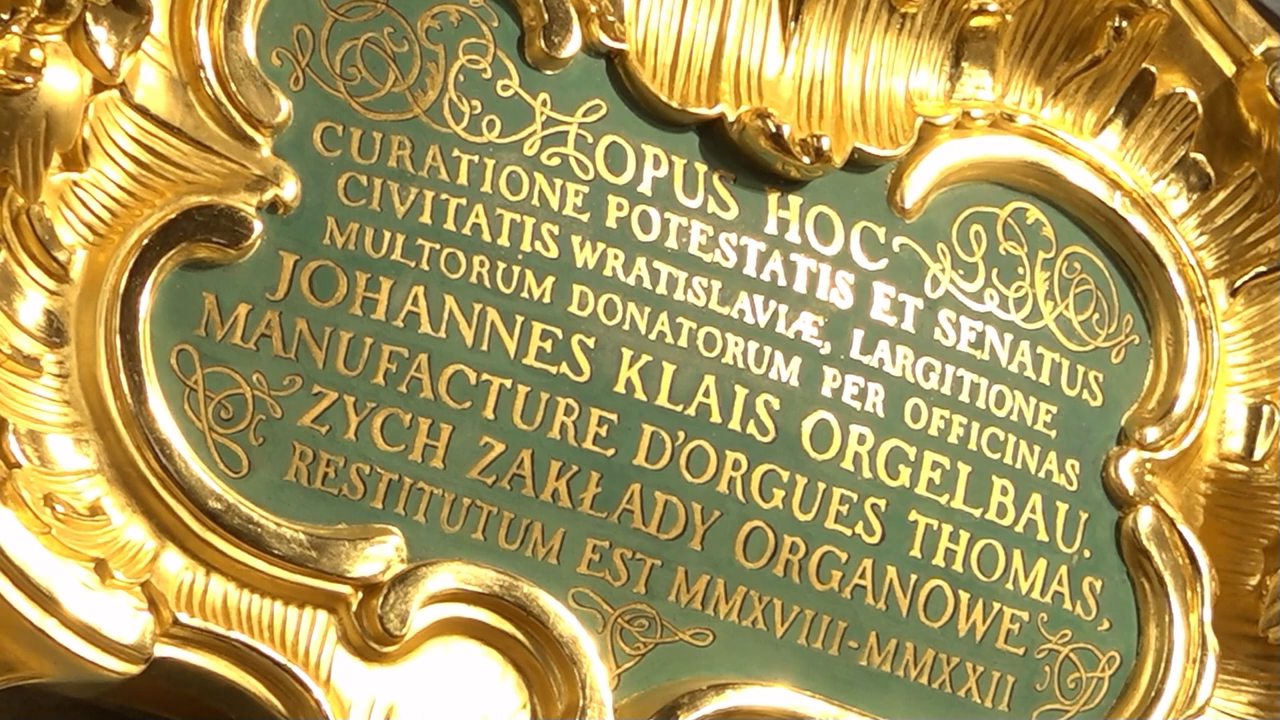 OPUS HOC
CURATIONE POTESTATIS ET SENATUS
CIVITATIS WRATISLAVIÆ, LARGITIONE
MULTORUM DONATORUM PER OFFICINAS
JOHANNES KLAIS ORGELBAU.
MANUFACTURE D'ORGUES THOMAS,
ZYCH ZAKŁADY ORGANOWE
RESTITUTUM EST MMXVIII-MMXXII